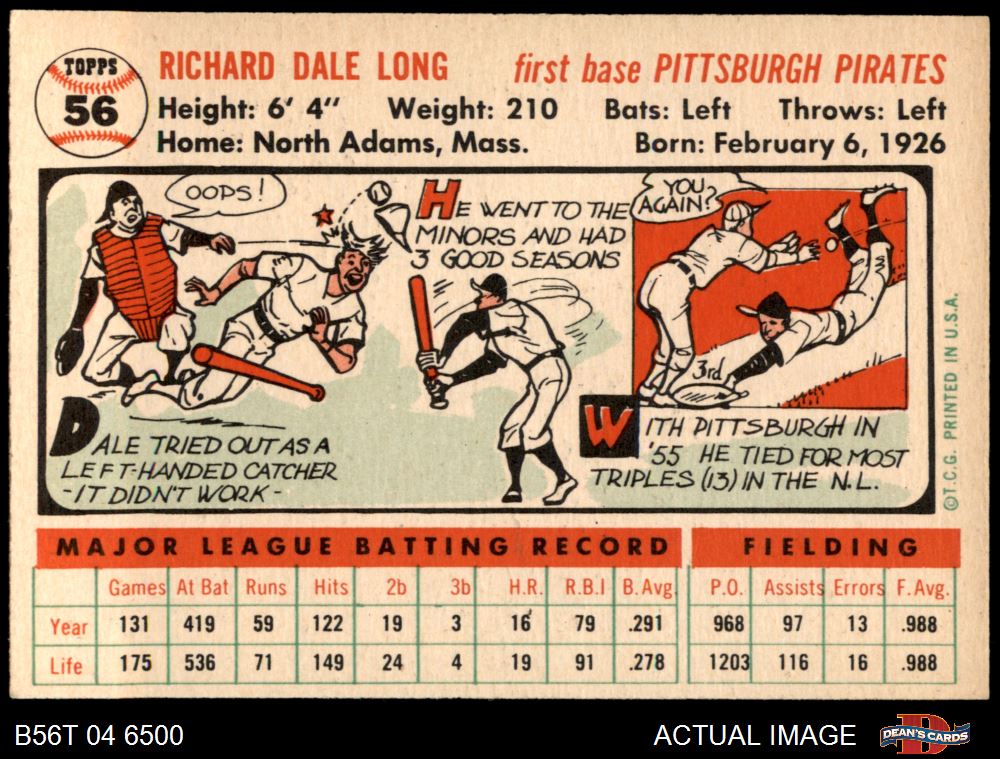 TOPPS
56
RICHARD DALE LONG first base PITTSBURGH PIRATES
Height: 6' 4" Weight: 210 Bats: Left Throws: Left
Home: North Adams, Mass. Born: February 6, 1926
OOPS!
DALE TRIED OUT AS A
LEFT-HANDED CATCHER
-IT DIDN'T WORK-
HE WENT TO THE
MINORS AND HAD
3 GOOD SEASONS
YOU
AGAIN?
3rd
WITH PITTSBURGH IN
'55 HE TIED FOR MOST
TRIPLES (13) IN THE N.L.
© T.C.G. PRINTED IN U.S.A.
MAJOR LEAGUE BATTING RECORD FIELDING
Games At Bat Runs Hits 2b 3b H.R. R.B.I B. Avg. P.O. Assists Errors F. Avg.
Year 131 419 59 122 19 3 16 79 .291 968 97 13 .988
Life 175 536 71 149 24 4 19 91 .278 1203 116 16 .988
B56T 04 6500 ACTUAL IMAGE D DEAN'S CARDS